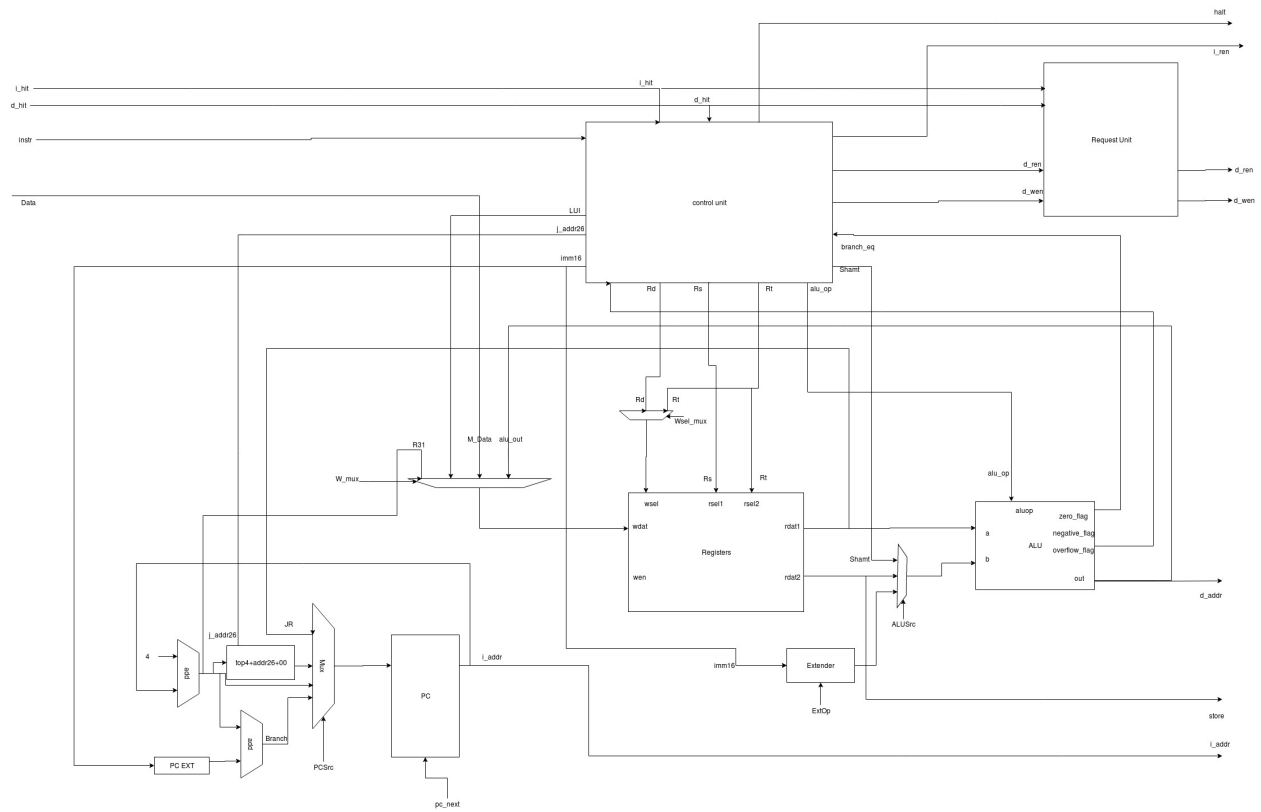 halt
i_ren
i_hit
i_hit
d_hit
d_hit
instr
Request Unit
d_ren
d_ren
d_wen
d_wen
Data
control unit
LUI
j_addr26
branch_eq
imm16
Shamt
Rd
Rs
Rt
alu_op
Rd
Rt
Wsel_mux
R31
M_Data
alu_out
W_mux
Rs
Rt
alu_op
wsel
rsel1
rsel2
wdat
rdat1
Registers
wen
rdat2
aluop
zero_flag
a
negative_flag
ALU
overflow_flag
b
out
Shamt
d_addr
ALUSrc
JR
j_addr26
4
add
top4+addr26+00
Mux
i_addr
PC
imm16
Extender
ExtOp
store
add
Branch
PC EXT
PCSrc
i_addr
pc_next